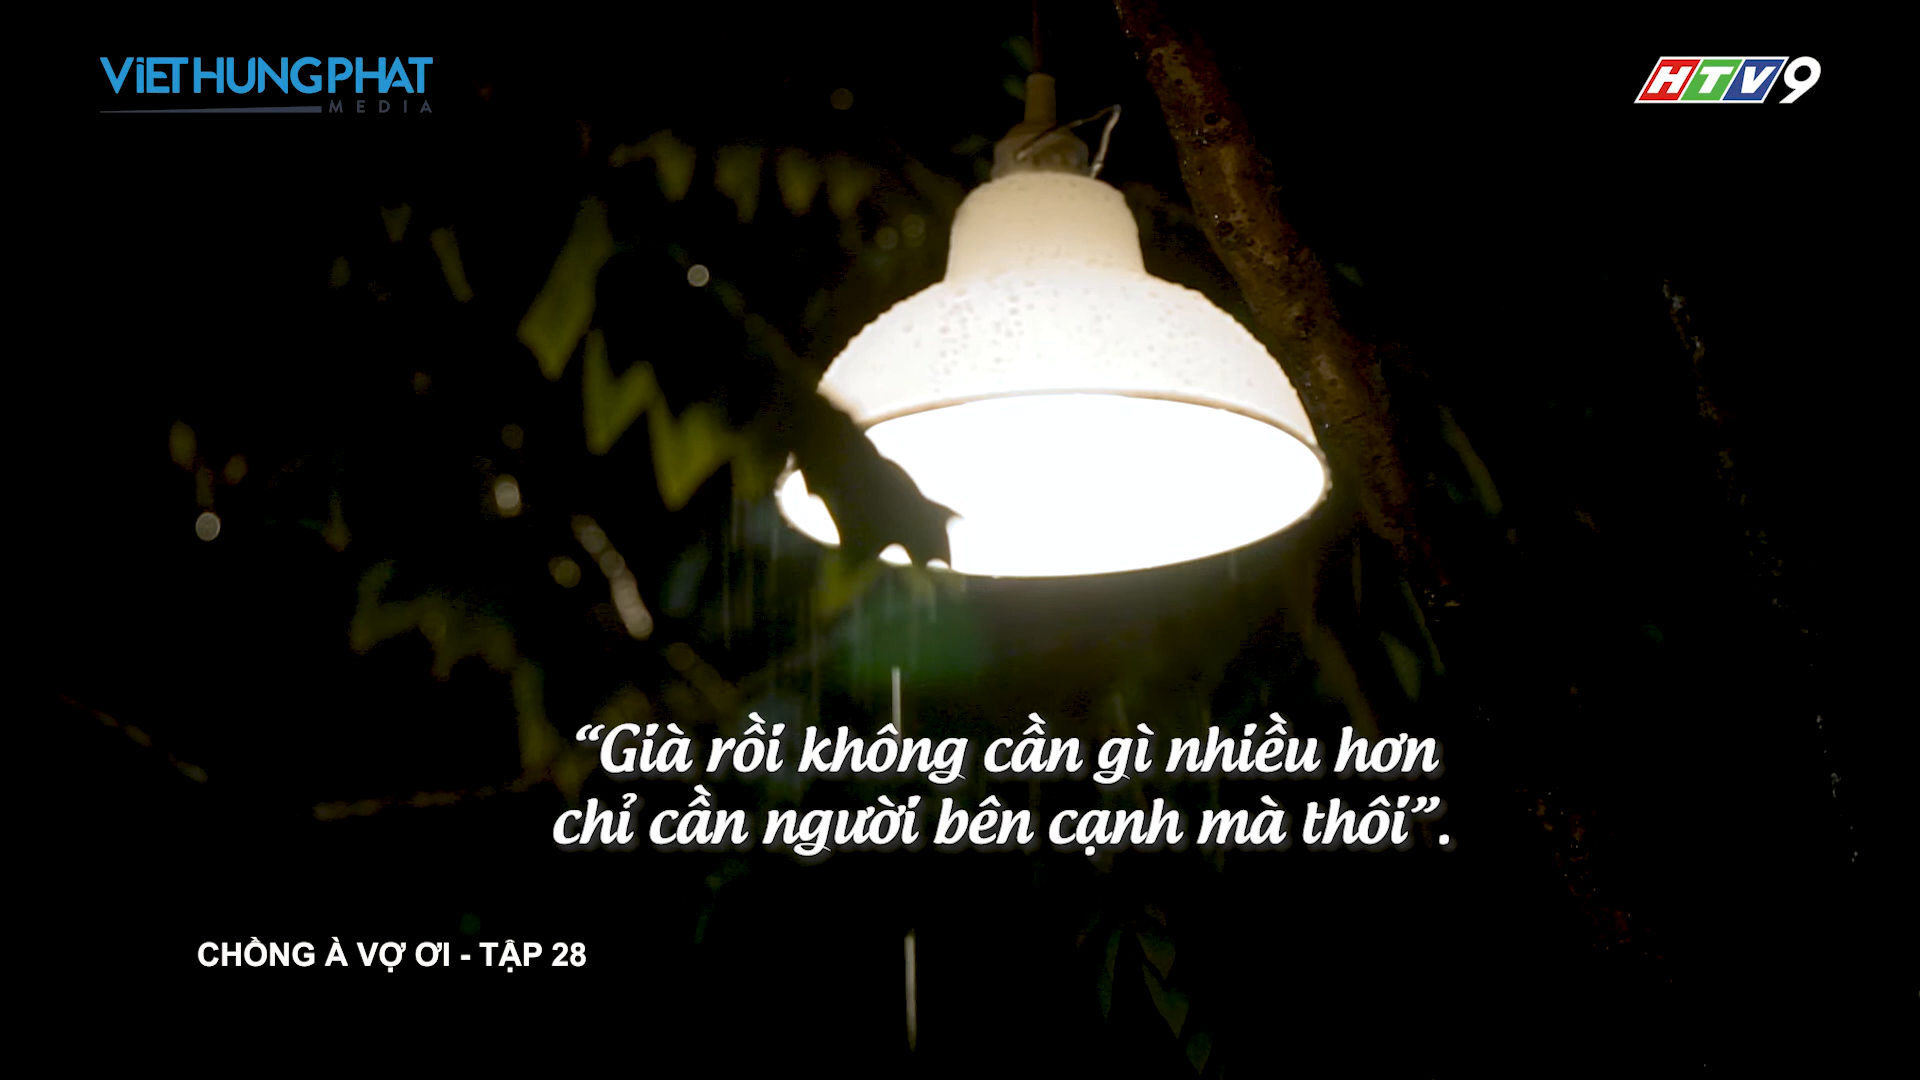 VIETHUNGPHAT
MEDIA
HTV9
“Già rồi không cần gì nhiều hơn
chỉ cần người bên cạnh mà thôi”.
CHỒNG À VỢ ƠI - TẬP 28